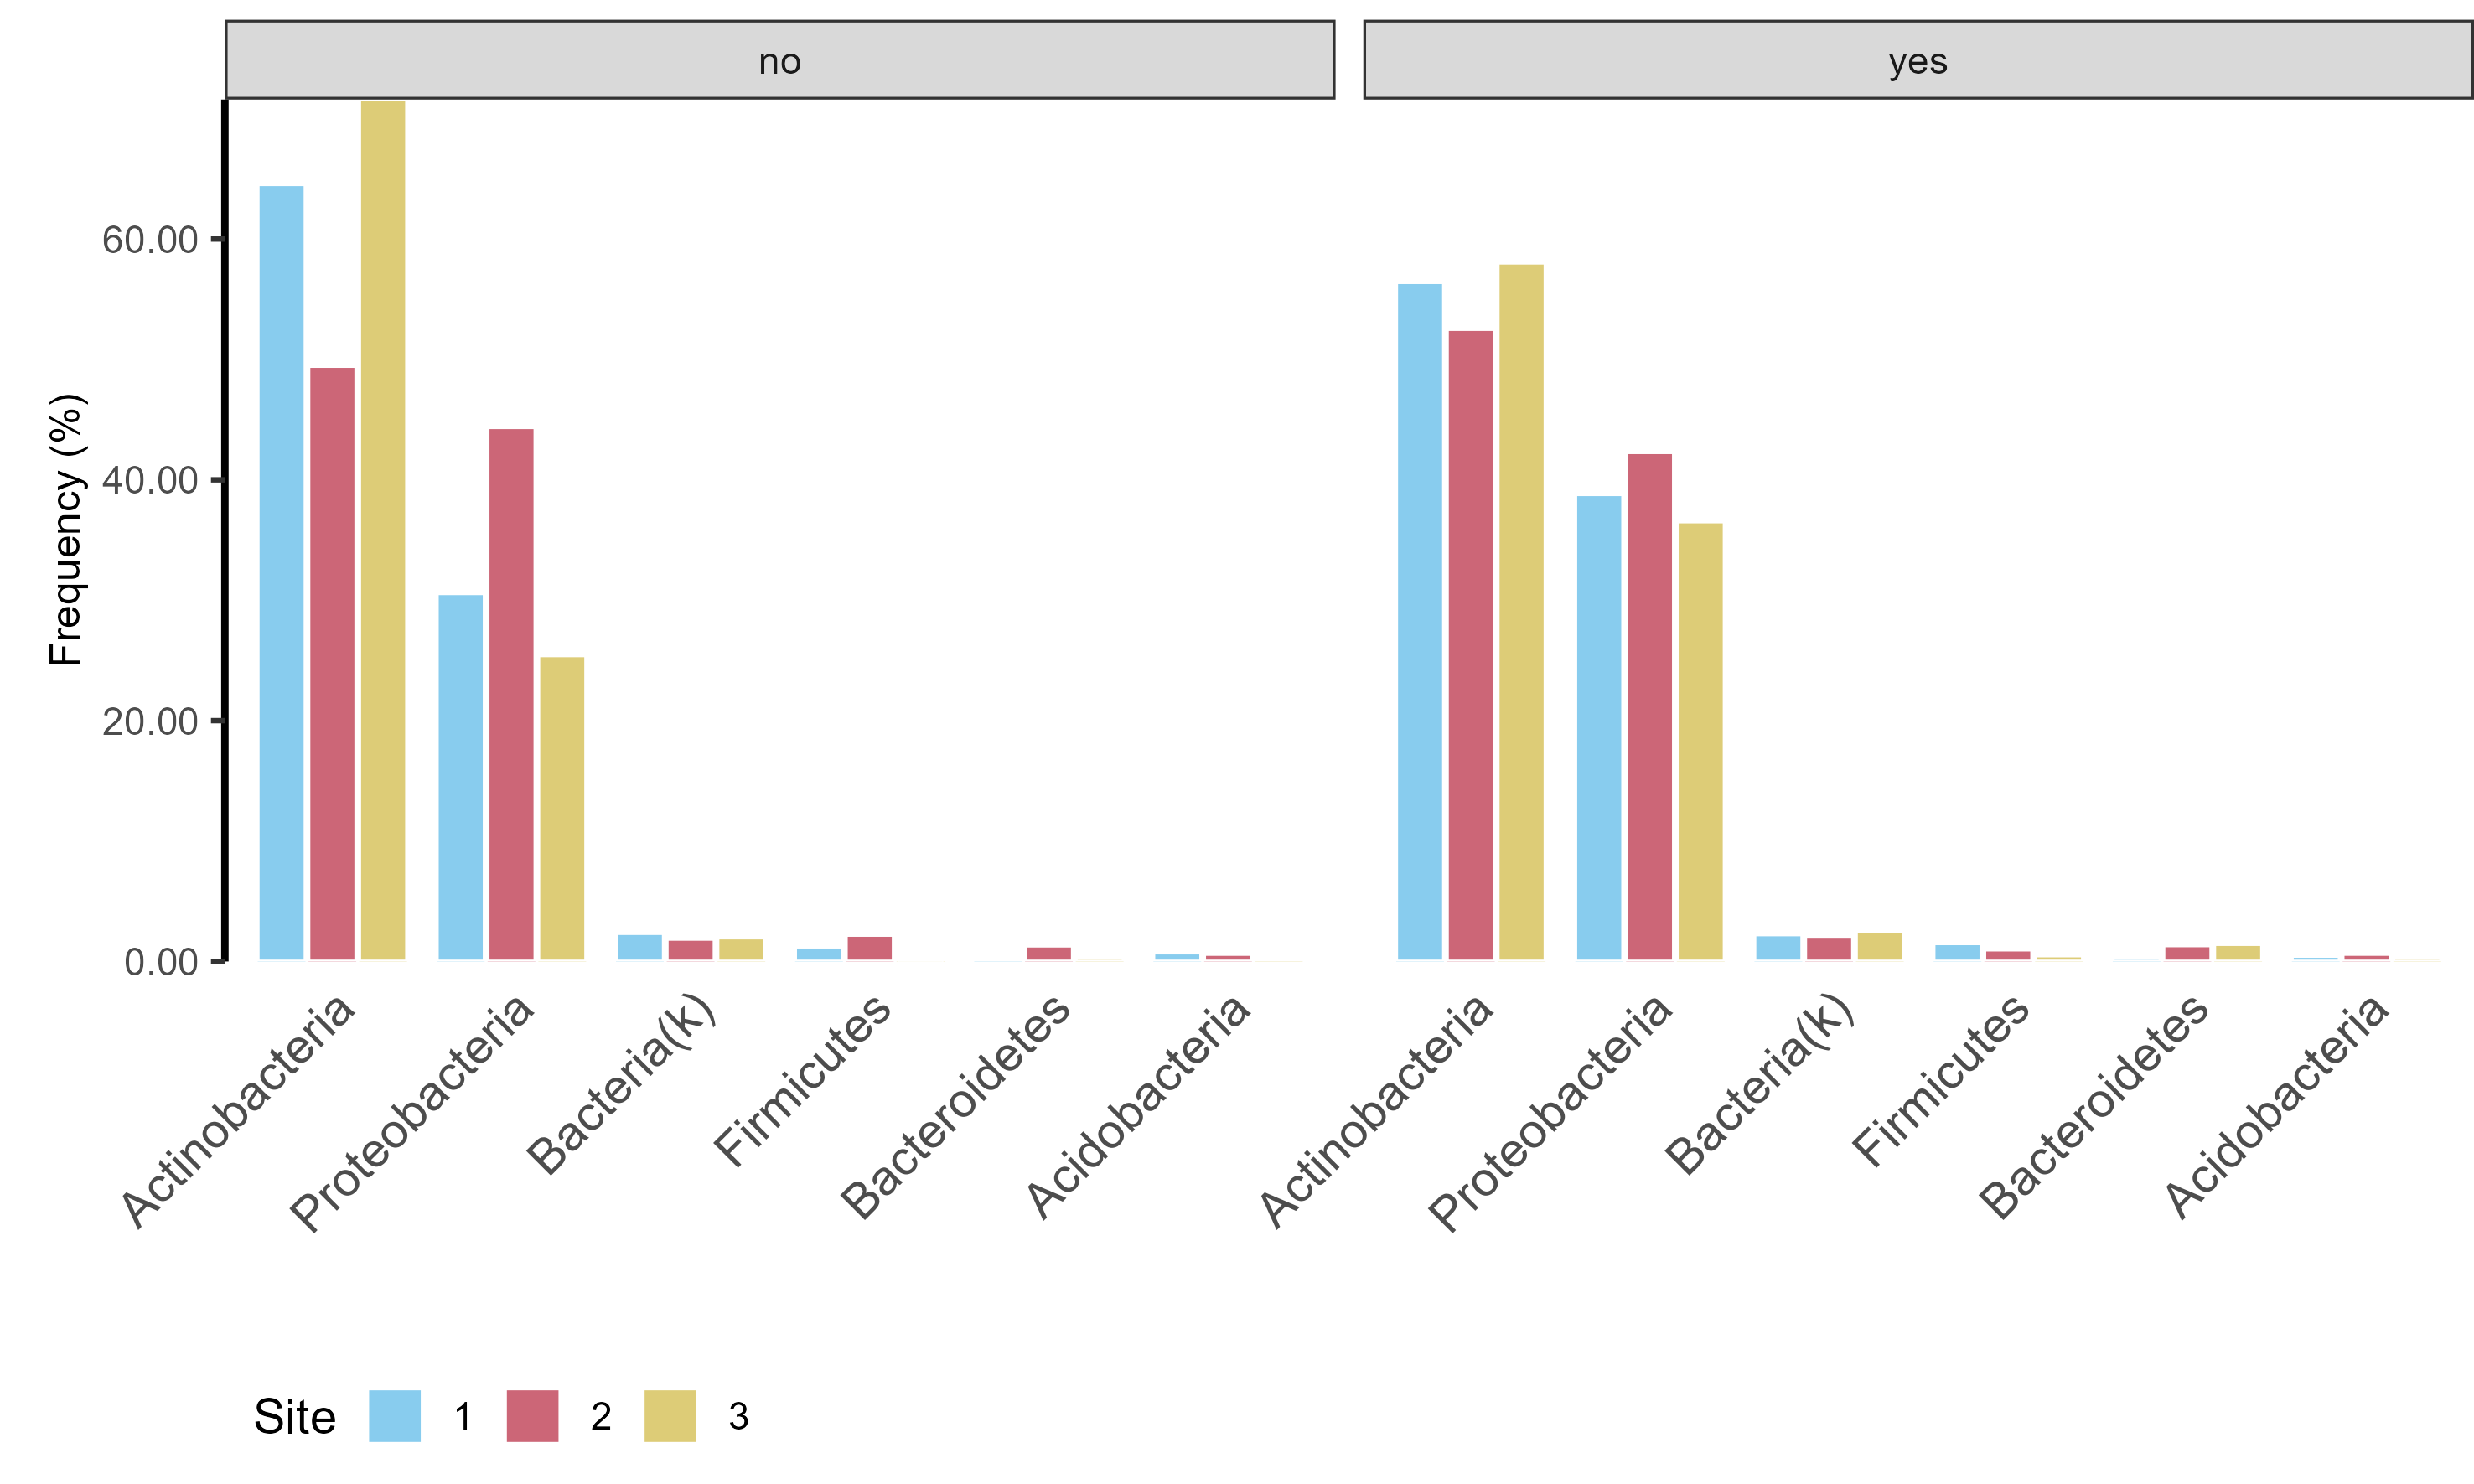 no
yes
Frequency (%)
60.00
40.00
20.00
0.00
Actinobacteria
Proteobacteria
Bacteria(k)
Firmicutes
Bacteroidetes
Acidobacteria
Actinobacteria
Proteobacteria
Bacteria(k)
Firmicutes
Bacteroidetes
Acidobacteria
Site 1 2 3